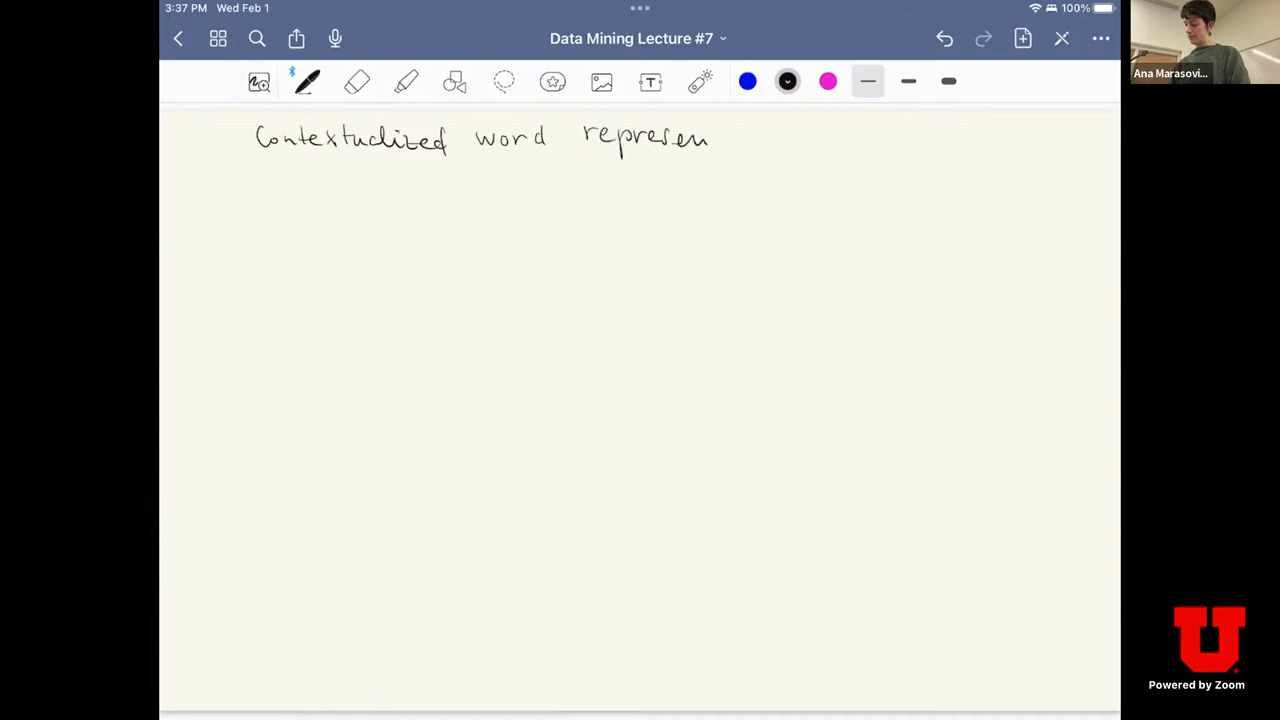 3:37 PM Wed Feb 1
100%
Data Mining Lecture #7
T
Contextualized word represen
Ana Marasovi...
U
Powered by Zoom